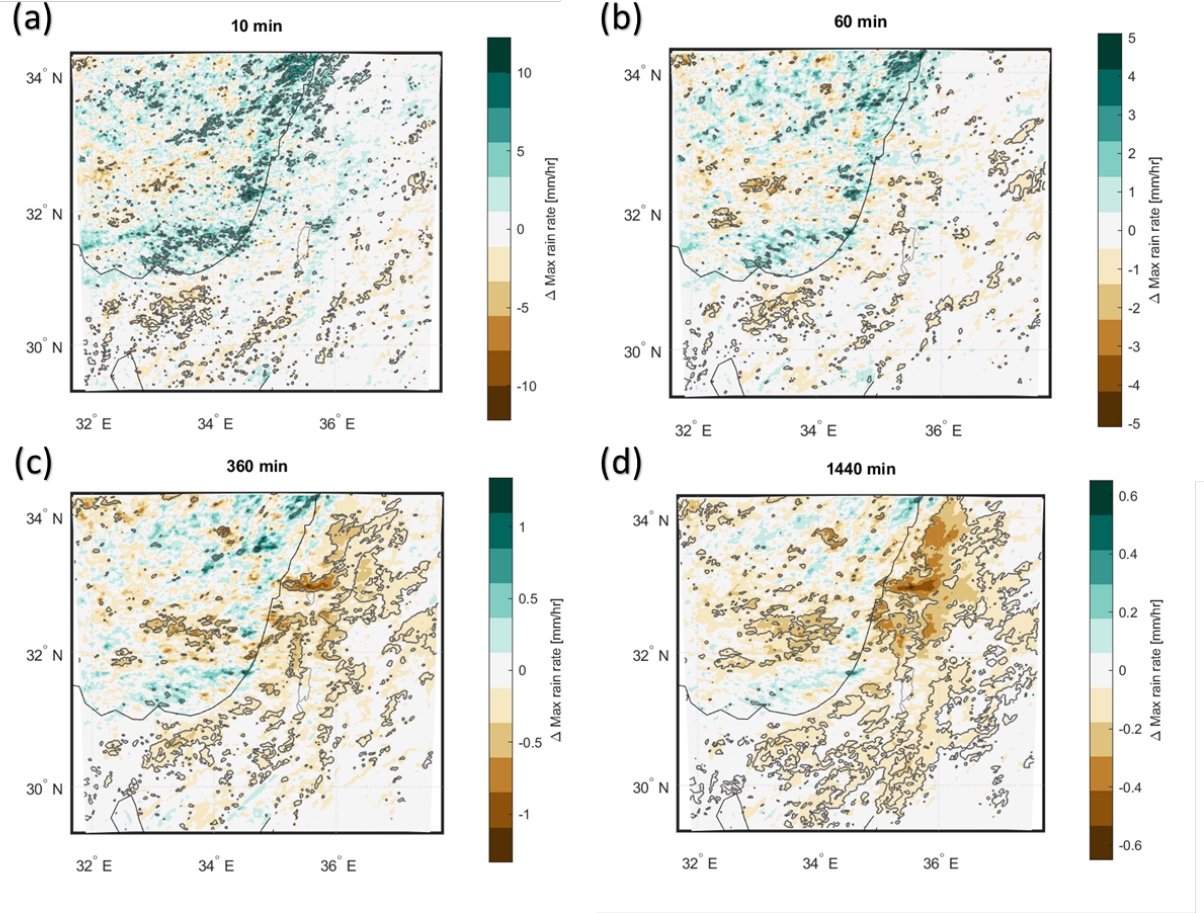 (a)
10 min
34° N
32° N
30° N
32° E
34° E
36° E
10
5
0
-5
-10
Δ Max rain rate [mm/hr]
(b)
60 min
34° N
32° N
30° N
32° E
34° E
36° E
5
4
3
2
1
0
-1
-2
-3
-4
-5
Δ Max rain rate [mm/hr]
(c)
360 min
34° N
32° N
30° N
32° E
34° E
36° E
1
0.5
0
-0.5
-1
Δ Max rain rate [mm/hr]
(d)
1440 min
34° N
32° N
30° N
32° E
34° E
36° E
0.6
0.4
0.2
0
-0.2
-0.4
-0.6
Δ Max rain rate [mm/hr]